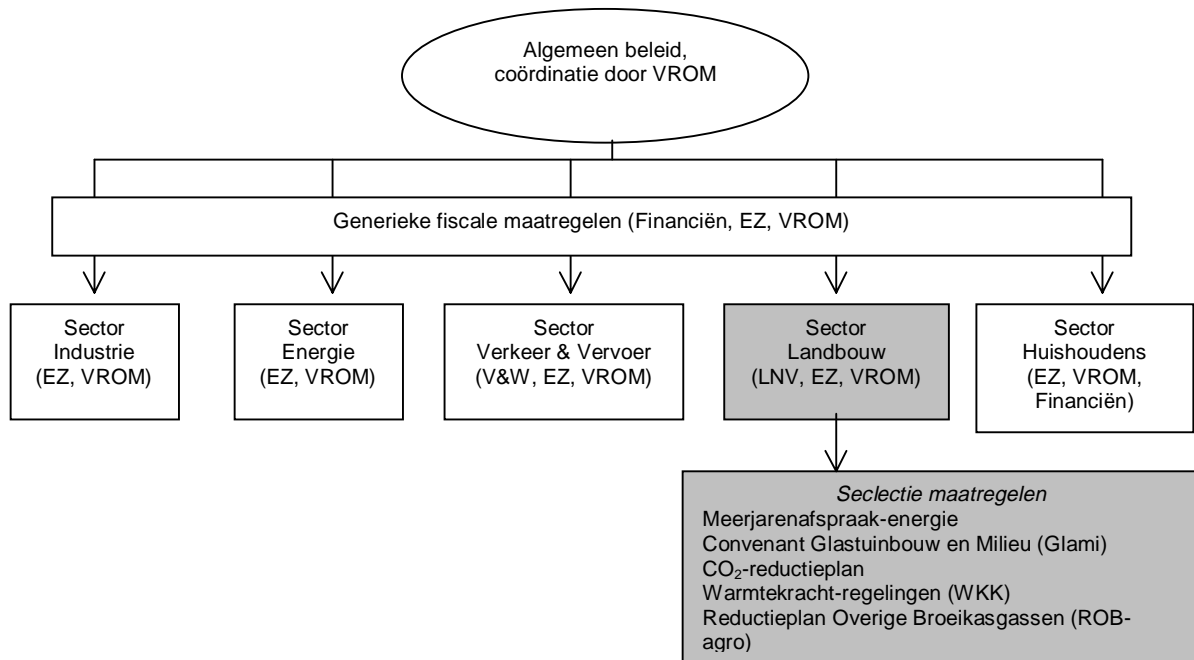 Algemeen beleid,
coördinatie door VROM
Generieke fiscale maatregelen (Financiën, EZ, VROM)
Sector
Industrie
(EZ, VROM)
Sector
Energie
(EZ, VROM)
Sector
Verkeer & Vervoer
(V&W, EZ, VROM)
Sector
Landbouw
(LNV, EZ, VROM)
Sector
Huishoudens
(EZ, VROM,
Financiën)
Seclectie maatregelen
Meerjarenafspraak-energie
Convenant Glastuinbouw en Milieu (Glami)
CO₂-reductieplan
Warmtekracht-regelingen (WKK)
Reductieplan Overige Broeikasgassen (ROB-
agro)